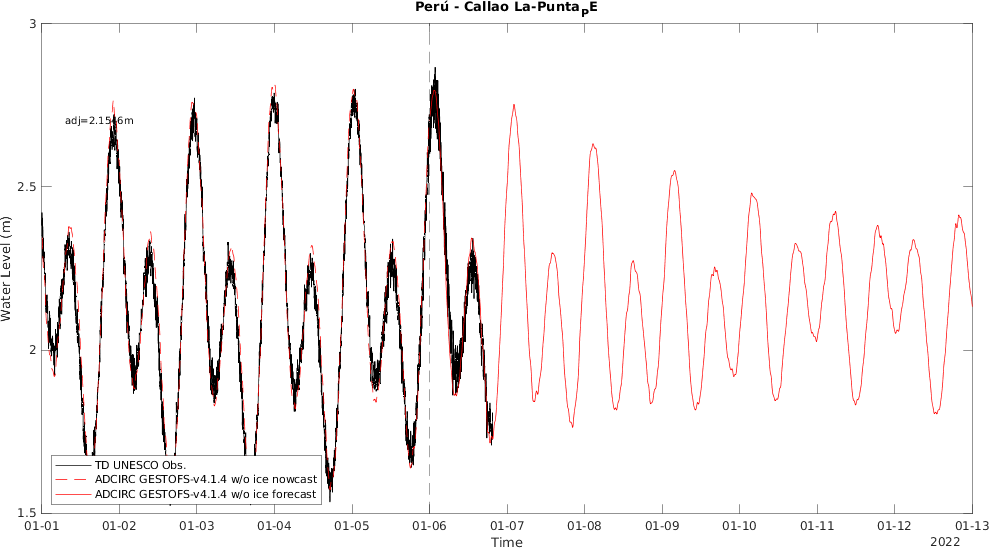 Perú - Callao La-Punta_PE
3
adj=2.1516m
2.5
Water Level (m)
2
TD UNESCO Obs.
ADCIRC GESTOFS-v4.1.4 w/o ice nowcast
ADCIRC GESTOFS-v4.1.4 w/o ice forecast
1.5
01-01 01-02 01-03 01-04 01-05 01-06 01-07 01-08 01-09 01-10 01-11 01-12 01-13
Time
2022